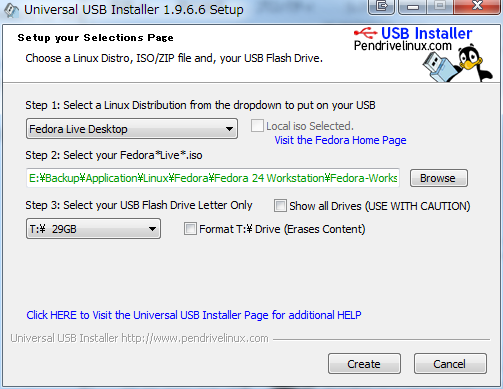 Universal USB Installer 1.9.6.6 Setup
Setup your Selections Page
Choose a Linux Distro, ISO/ZIP file and, your USB Flash Drive.
USB Installer
Pendrivelinux.com
Step 1: Select a Linux Distribution from the dropdown to put on your USB
Fedora Live Desktop
Local iso Selected.
Visit the Fedora Home Page
Step 2: Select your Fedora*Live*.iso
E:¥Backup¥Application¥Linux¥Fedora¥Fedora 24 Workstation¥Fedora-Works
Browse
Step 3: Select your USB Flash Drive Letter Only
Show all Drives (USE WITH CAUTION)
T:¥ 29GB
Format T:¥ Drive (Erases Content)
Click HERE to Visit the Universal USB Installer Page for additional HELP
Universal USB Installer http://www.pendrivelinux.com
Create
Cancel